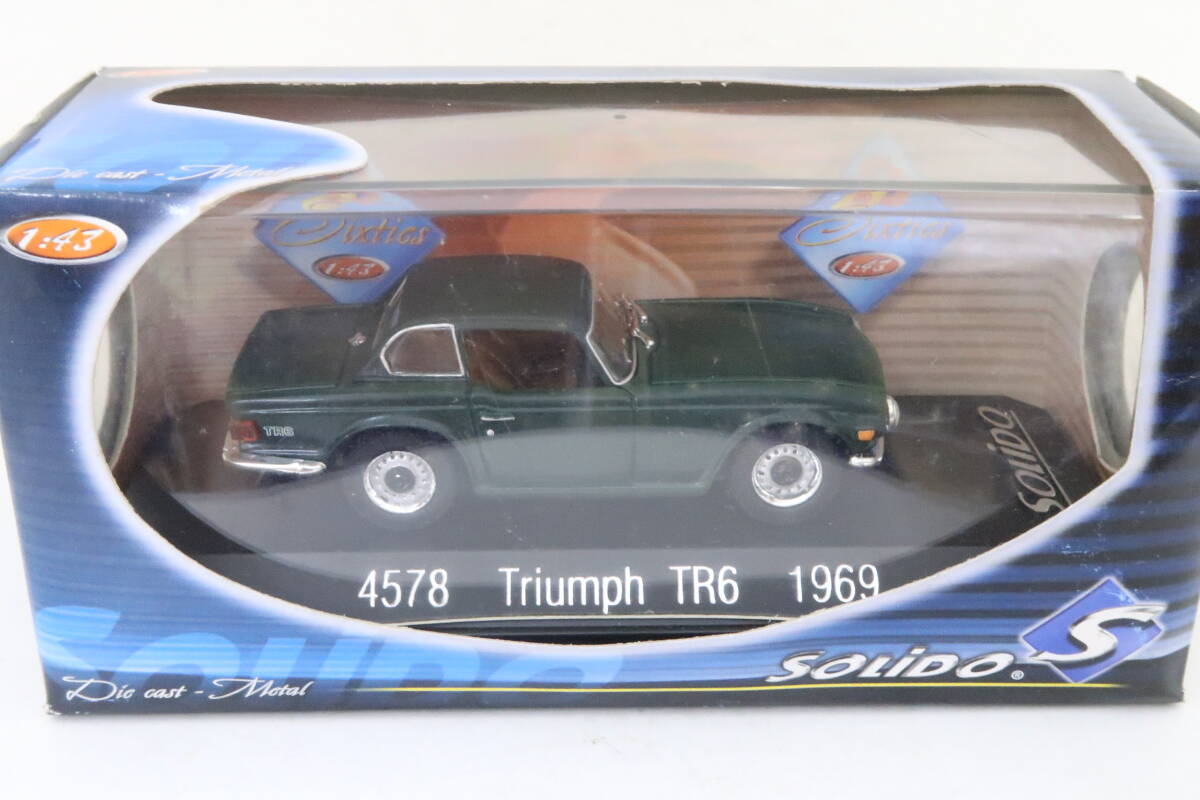 Die cast - Metal
1:43
Sixties
1:43
Sixties
1:43
TR6
SOLiDO
4578 Triumph TR6 1969
SOLiDO
S
SOLiDO®
Die cast - Metal